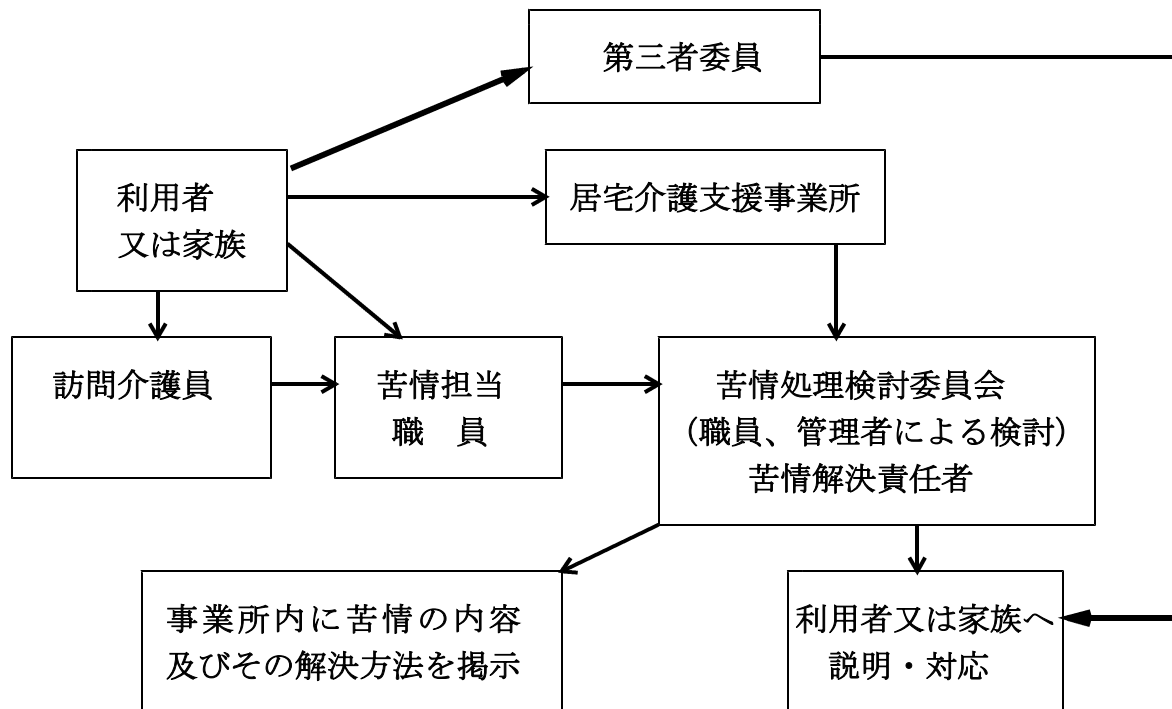 第三者委員
利用者
又は家族
居宅介護支援事業所
訪問介護員
苦情担当
職　員
苦情処理検討委員会
（職員、管理者による検討）
苦情解決責任者
事業所内に苦情の内容
及びその解決方法を掲示
利用者又は家族へ
説明・対応